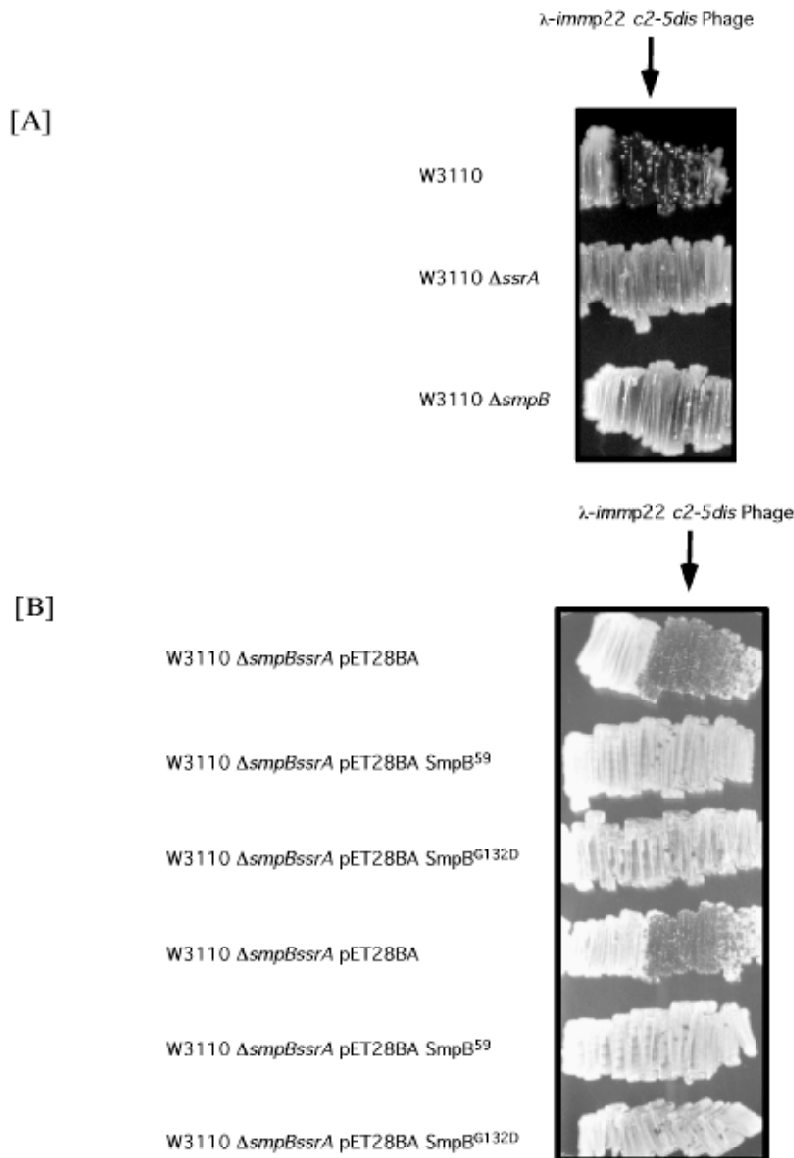 λ-immp22 c2-5dis Phage
[A]
W3110
W3110 ΔssrA
W3110 ΔsmpB
λ-immp22 c2-5dis Phage
[B]
W3110 ΔsmpBssrA pET28BA
W3110 ΔsmpBssrA pET28BA SmpB⁵⁹
W3110 ΔsmpBssrA pET28BA SmpBᴳ¹³²ᴰ
W3110 ΔsmpBssrA pET28BA
W3110 ΔsmpBssrA pET28BA SmpB⁵⁹
W3110 ΔsmpBssrA pET28BA SmpBᴳ¹³²ᴰ